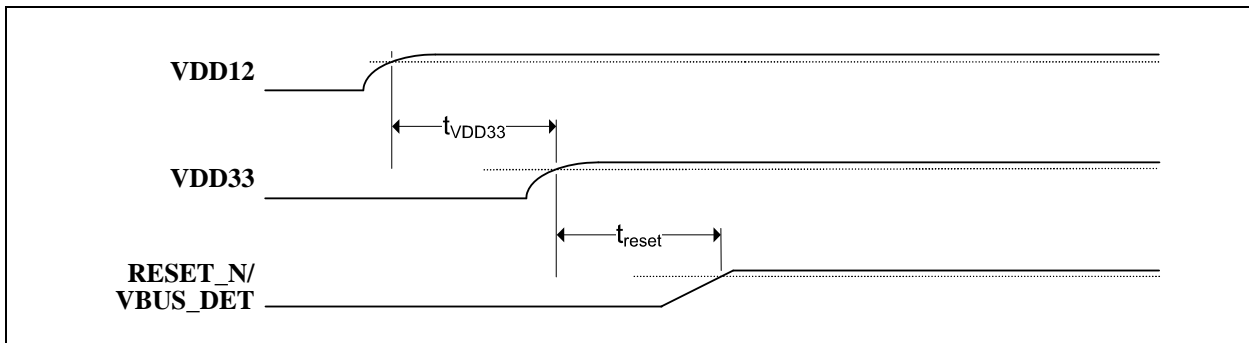 VDD12
tVDD33
VDD33
treset
RESET_N/
VBUS_DET